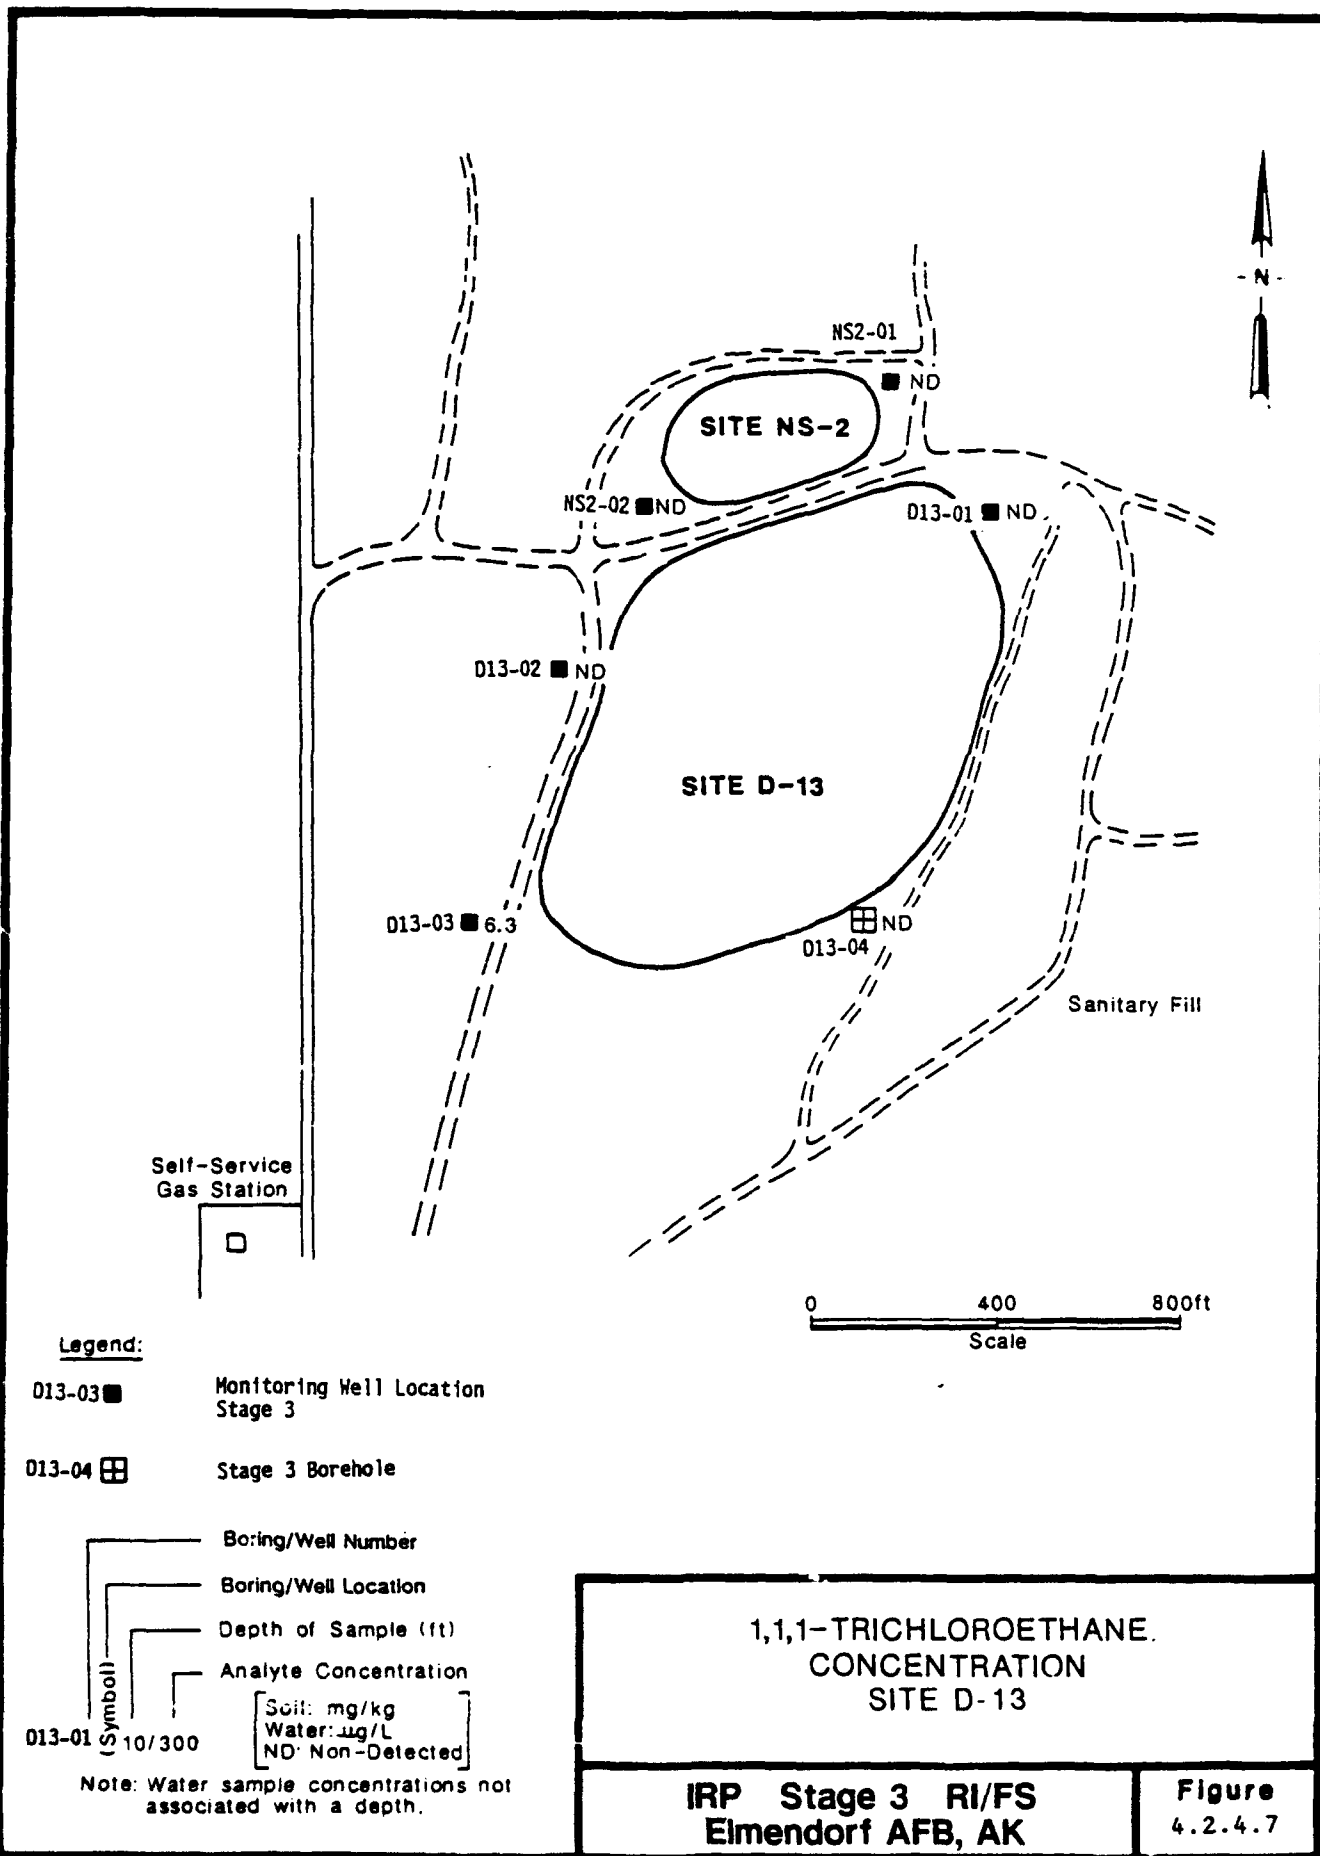 - N -
NS2-01
ND
SITE NS-2
NS2-02 ND
D13-01 ND
D13-02 ND
SITE D-13
D13-03 6.3
ND
D13-04
Sanitary Fill
Self-Service
Gas Station
0 400 800ft
Scale
Legend:
D13-03
Monitoring Well Location
Stage 3
D13-04
Stage 3 Borehole
Boring/Well Number
Boring/Well Location
Depth of Sample (ft)
Analyte Concentration
Soil: mg/kg
Water: µg/L
ND: Non-Detected
D13-01 (Symbol) 10/300
Note: Water sample concentrations not
associated with a depth.
1,1,1-TRICHLOROETHANE.
CONCENTRATION
SITE D-13
IRP Stage 3 RI/FS
Elmendorf AFB, AK
Figure
4.2.4.7